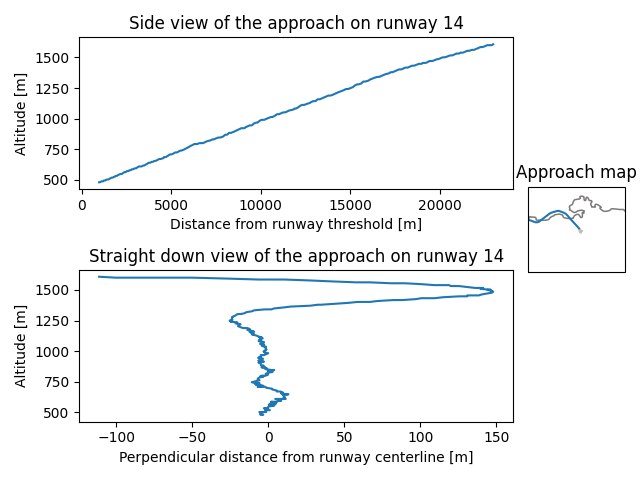 Side view of the approach on runway 14
1500
1250
1000
750
500
Altitude [m]
0 5000 10000 15000 20000
Distance from runway threshold [m]
Approach map
Straight down view of the approach on runway 14
1500
1250
1000
750
500
Altitude [m]
−100 −50 0 50 100 150
Perpendicular distance from runway centerline [m]